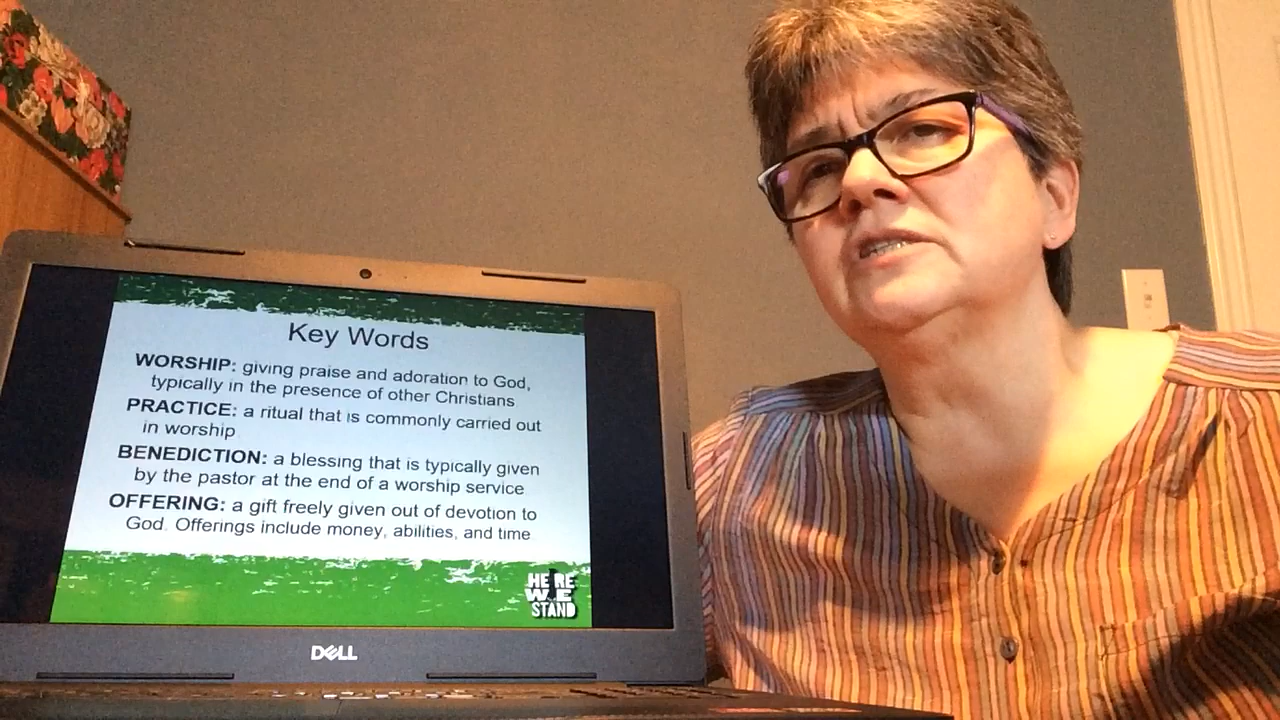 Key Words
WORSHIP: giving praise and adoration to God,
typically in the presence of other Christians
PRACTICE: a ritual that is commonly carried out
in worship
BENEDICTION: a blessing that is typically given
by the pastor at the end of a worship service
OFFERING: a gift freely given out of devotion to
God. Offerings include money, abilities, and time
HERE
WE
STAND
DELL